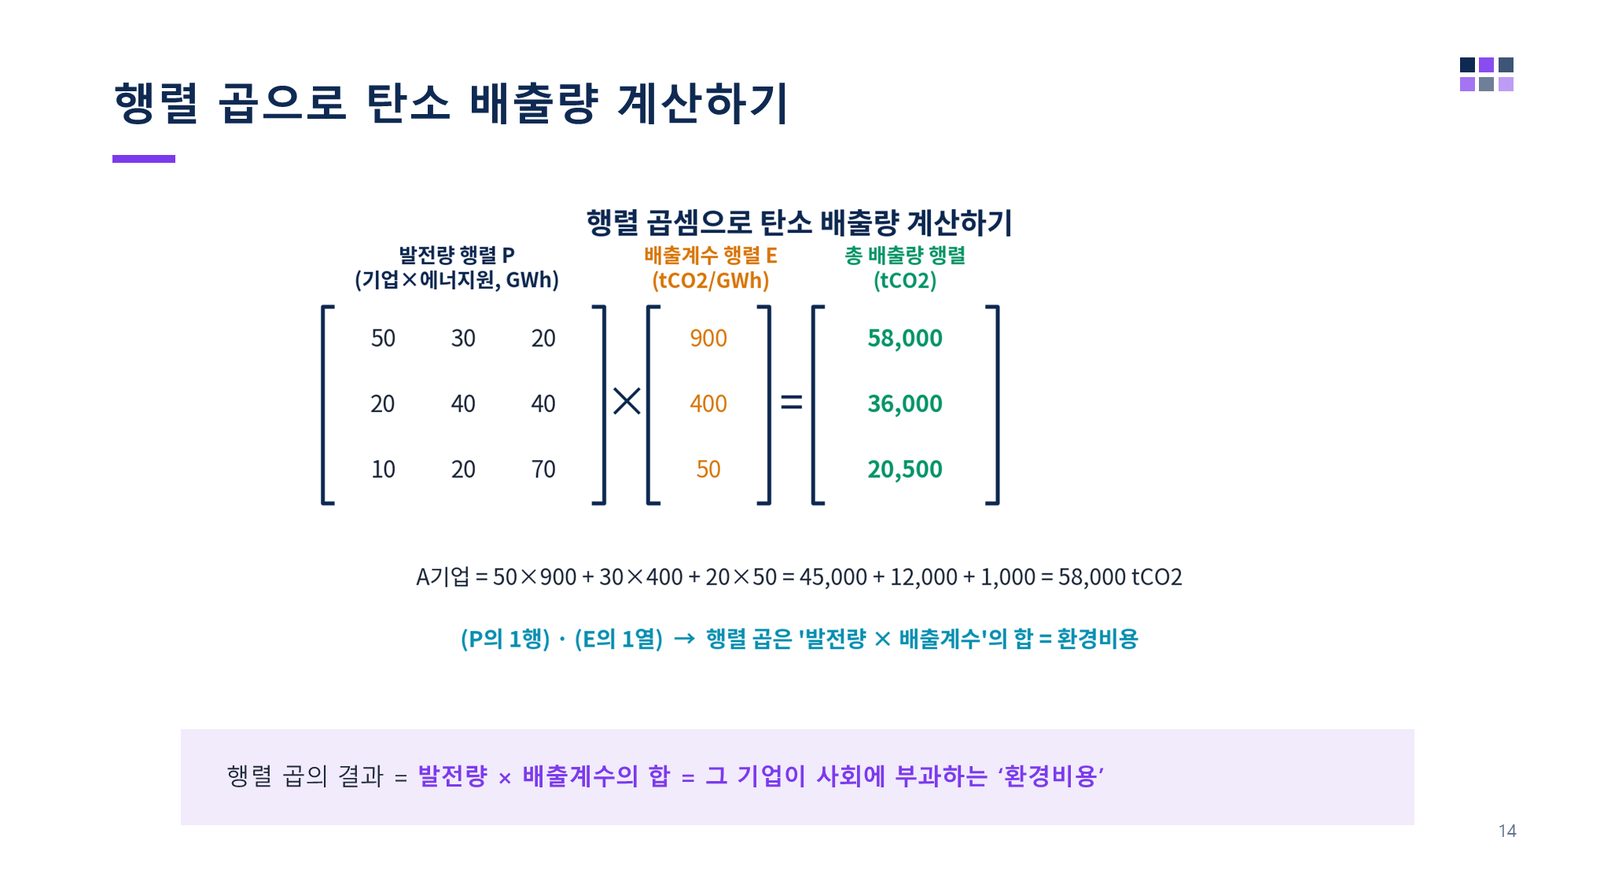 행렬 곱으로 탄소 배출량 계산하기
행렬 곱셈으로 탄소 배출량 계산하기
발전량 행렬 P
(기업×에너지원, GWh)
배출계수 행렬 E
(tCO2/GWh)
총 배출량 행렬
(tCO2)
50 30 20
20 40 40
10 20 70
×
900
400
50
=
58,000
36,000
20,500
A기업 = 50×900 + 30×400 + 20×50 = 45,000 + 12,000 + 1,000 = 58,000 tCO2
(P의 1행) · (E의 1열) → 행렬 곱은 '발전량 × 배출계수'의 합 = 환경비용
행렬 곱의 결과 = 발전량 × 배출계수의 합 = 그 기업이 사회에 부과하는 ‘환경비용’
14